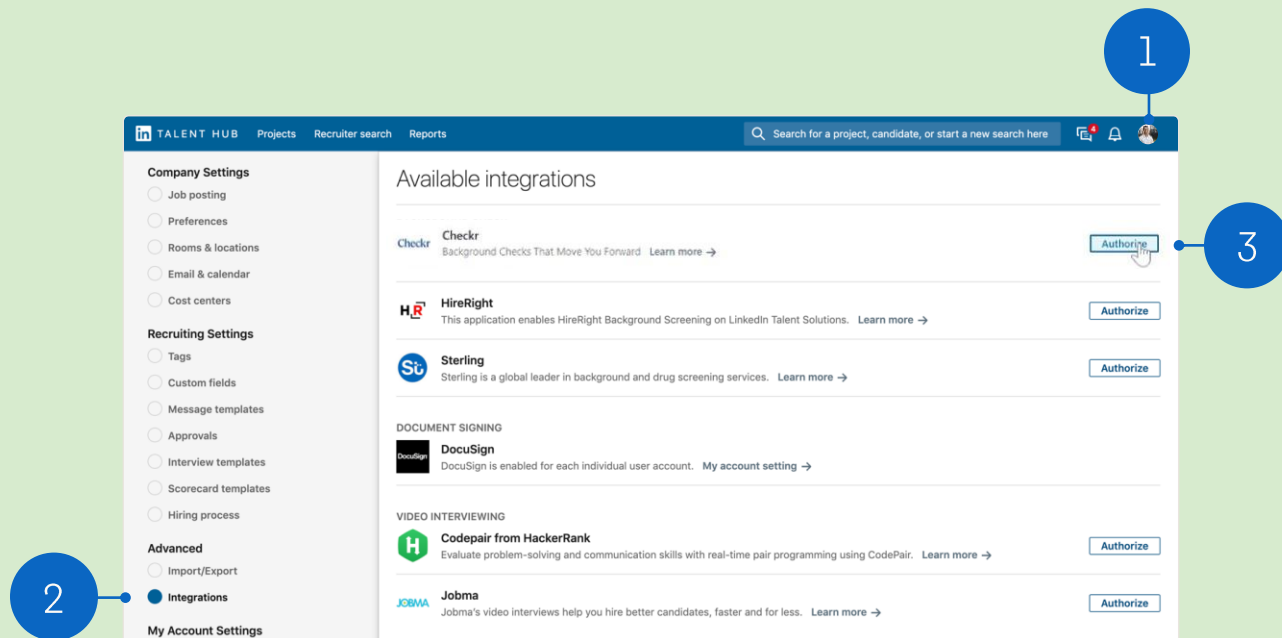 1
in TALENT HUB Projects Recruiter search Reports Search for a project, candidate, or start a new search here 4
Company Settings
Job posting
Preferences
Rooms & locations
Email & calendar
Cost centers
Recruiting Settings
Tags
Custom fields
Message templates
Approvals
Interview templates
Scorecard templates
Hiring process
Advanced
Import/Export
2
Integrations
My Account Settings
Available integrations
Checkr
Checkr
Background Checks That Move You Forward Learn more →
Authorize
3
HR
HireRight
This application enables HireRight Background Screening on LinkedIn Talent Solutions. Learn more →
Authorize
Sterling
Sterling is a global leader in background and drug screening services. Learn more →
Authorize
DOCUMENT SIGNING
DocuSign
DocuSign
DocuSign is enabled for each individual user account. My account setting →
VIDEO INTERVIEWING
H
Codepair from HackerRank
Evaluate problem-solving and communication skills with real-time pair programming using CodePair. Learn more →
Authorize
JOBMA
Jobma
Jobma's video interviews help you hire better candidates, faster and for less. Learn more →
Authorize